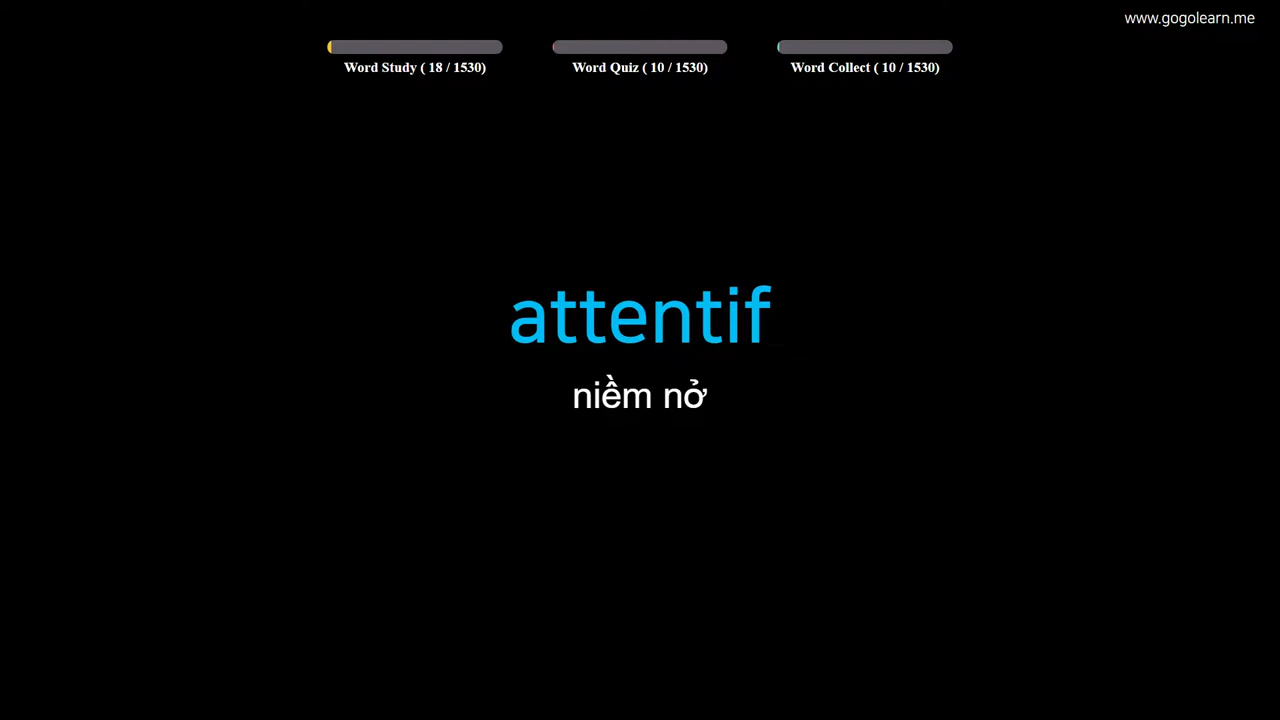 www.gogolearn.me
Word Study ( 18 / 1530)
Word Quiz ( 10 / 1530)
Word Collect ( 10 / 1530)
attentif
niềm nở